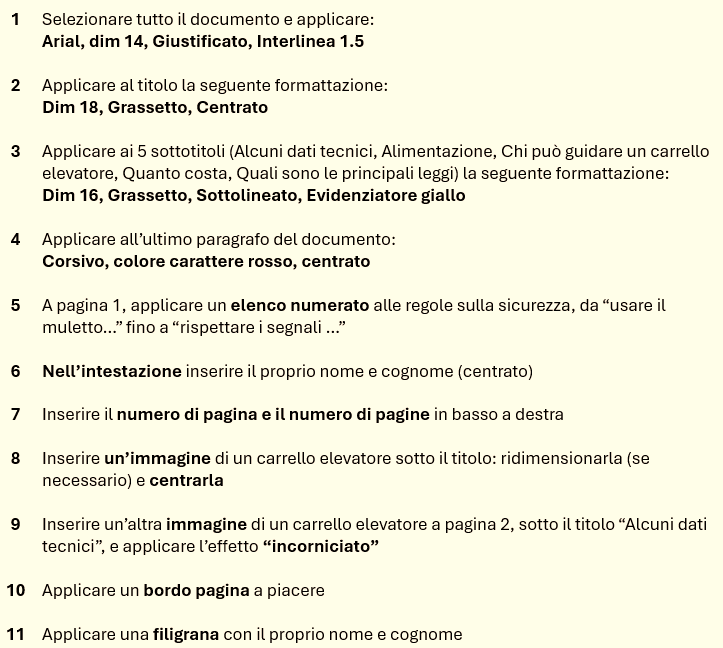 1 Selezionare tutto il documento e applicare:
Arial, dim 14, Giustificato, Interlinea 1.5
2 Applicare al titolo la seguente formattazione:
Dim 18, Grassetto, Centrato
3 Applicare ai 5 sottotitoli (Alcuni dati tecnici, Alimentazione, Chi può guidare un carrello
elevatore, Quanto costa, Quali sono le principali leggi) la seguente formattazione:
Dim 16, Grassetto, Sottolineato, Evidenziatore giallo
4 Applicare all’ultimo paragrafo del documento:
Corsivo, colore carattere rosso, centrato
5 A pagina 1, applicare un elenco numerato alle regole sulla sicurezza, da “usare il
muletto...” fino a “rispettare i segnali ...”
6 Nell’intestazione inserire il proprio nome e cognome (centrato)
7 Inserire il numero di pagina e il numero di pagine in basso a destra
8 Inserire un’immagine di un carrello elevatore sotto il titolo: ridimensionarla (se
necessario) e centrarla
9 Inserire un’altra immagine di un carrello elevatore a pagina 2, sotto il titolo “Alcuni dati
tecnici”, e applicare l’effetto “incorniciato”
10 Applicare un bordo pagina a piacere
11 Applicare una filigrana con il proprio nome e cognome